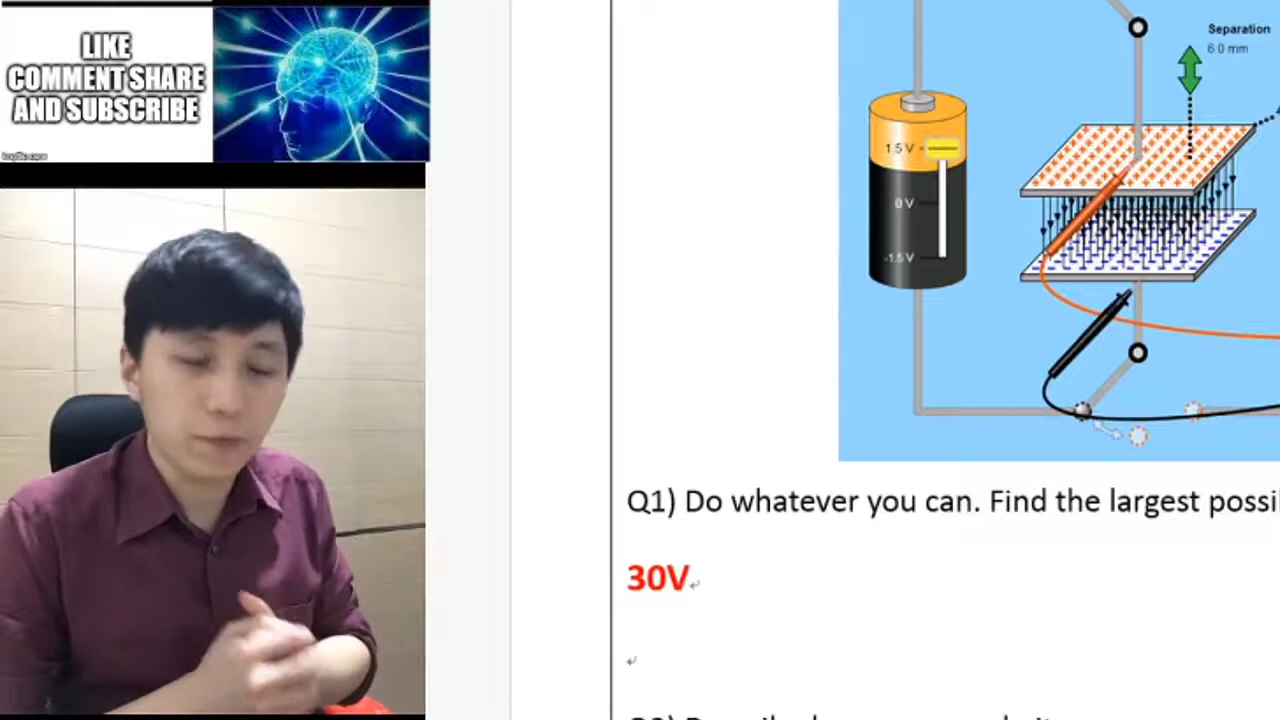 LIKE
COMMENT SHARE
AND SUBSCRIBE
Separation
6.0 mm
1.5 V
0 V
-1.5 V
Q1) Do whatever you can. Find the largest possi
30V